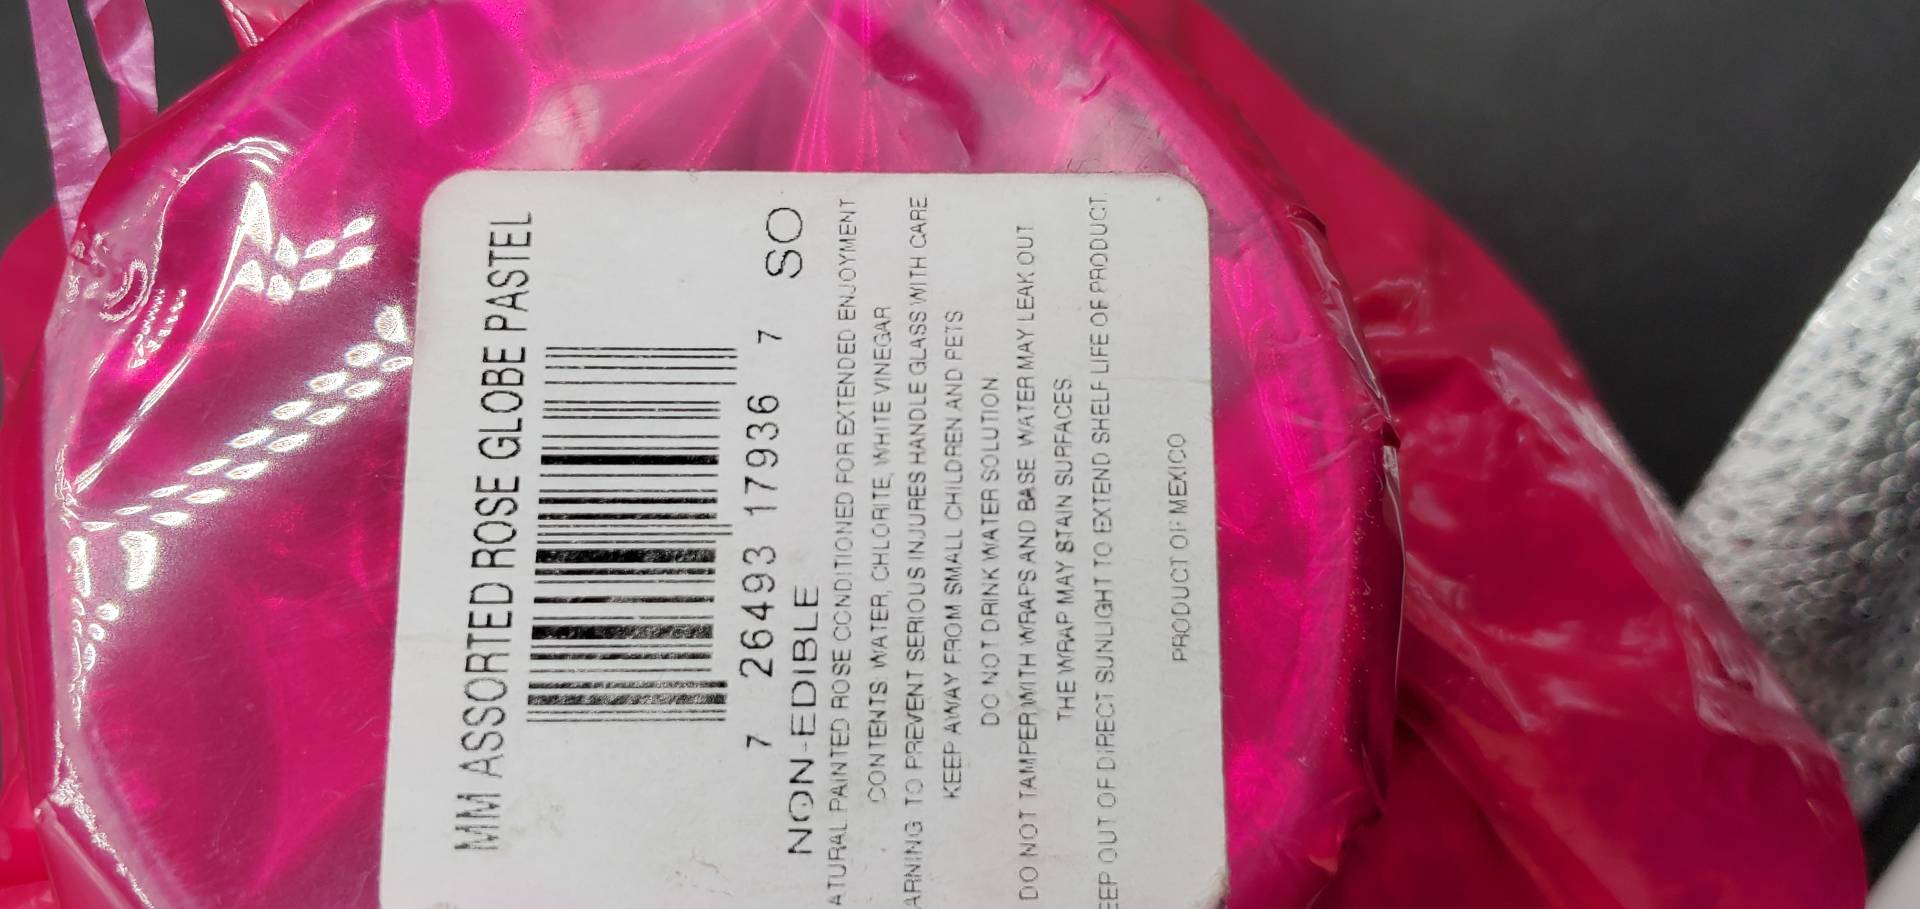 MM ASSORTED ROSE GLOBE PASTEL
7 26493 17936 7
SO
NON-EDIBLE
ATURAL PAINTED ROSE CONDITIONED FOR EXTENDED ENJOYMENT
CONTENTS: WATER, CHLORITE, WHITE VINEGAR
ARNING TO PREVENT SERIOUS INJURES HANDLE GLASS WITH CARE
KEEP AWAY FROM SMALL CHILDREN AND PETS
DO NOT DRINK WATER SOLUTION
DO NOT TAMPER WITH WRAPS AND BASE WATER MAY LEAK OUT
THE WRAP MAY STAIN SURFACES.
EEP OUT OF DIRECT SUNLIGHT TO EXTEND SHELF LIFE OF PRODUCT
PRODUCT OF MEXICO